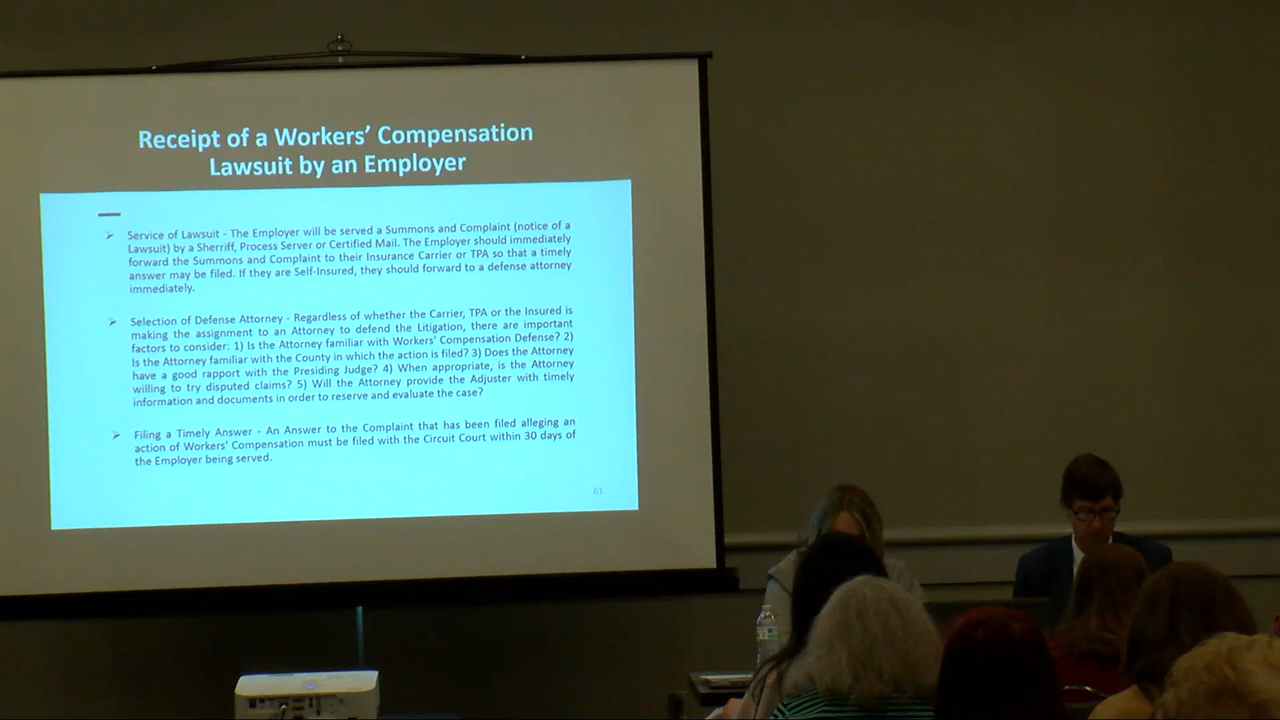 Receipt of a Workers' Compensation
Lawsuit by an Employer
Service of Lawsuit - The Employer will be served a Summons and Complaint (notice of a
Lawsuit) by a Sherriff, Process Server or Certified Mail. The Employer should immediately
forward the Summons and Complaint to their Insurance Carrier or TPA so that a timely
answer may be filed. If they are Self-Insured, they should forward to a defense attorney
immediately.
Selection of Defense Attorney - Regardless of whether the Carrier, TPA or the Insured is
making the assignment to an Attorney to defend the Litigation, there are important
factors to consider: 1) Is the Attorney familiar with Workers' Compensation Defense? 2)
Is the Attorney familiar with the County in which the action is filed? 3) Does the Attorney
have a good rapport with the Presiding Judge? 4) When appropriate, is the Attorney
willing to try disputed claims? 5) Will the Attorney provide the Adjuster with timely
information and documents in order to reserve and evaluate the case?
Filing a Timely Answer - An Answer to the Complaint that has been filed alleging an
action of Workers' Compensation must be filed with the Circuit Court within 30 days of
the Employer being served.
61